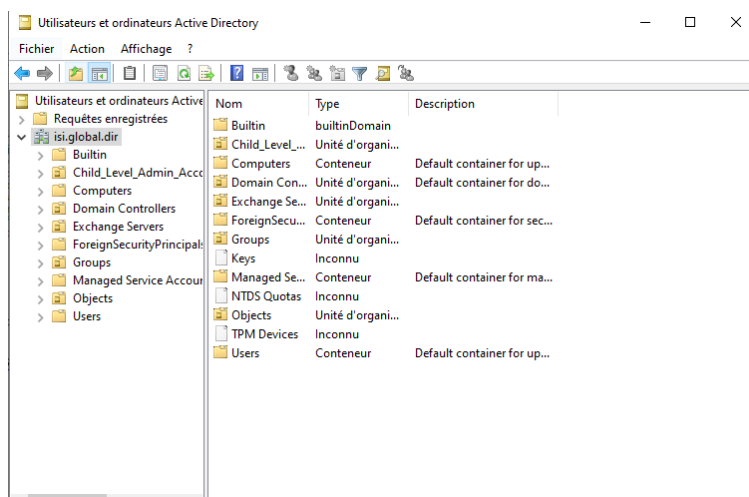 Utilisateurs et ordinateurs Active Directory
Fichier Action Affichage ?
Utilisateurs et ordinateurs Active
Requêtes enregistrées
isi.global.dir
Builtin
Child_Level_Admin_Acco
Computers
Domain Controllers
Exchange Servers
ForeignSecurityPrincipals
Groups
Managed Service Accour
Objects
Users
Nom Type Description
Builtin builtinDomain
Child_Level_... Unité d'organi...
Computers Conteneur Default container for up...
Domain Con... Unité d'organi... Default container for do...
Exchange Se... Unité d'organi...
ForeignSecu... Conteneur Default container for sec...
Groups Unité d'organi...
Keys Inconnu
Managed Se... Conteneur Default container for ma...
NTDS Quotas Inconnu
Objects Unité d'organi...
TPM Devices Inconnu
Users Conteneur Default container for up...